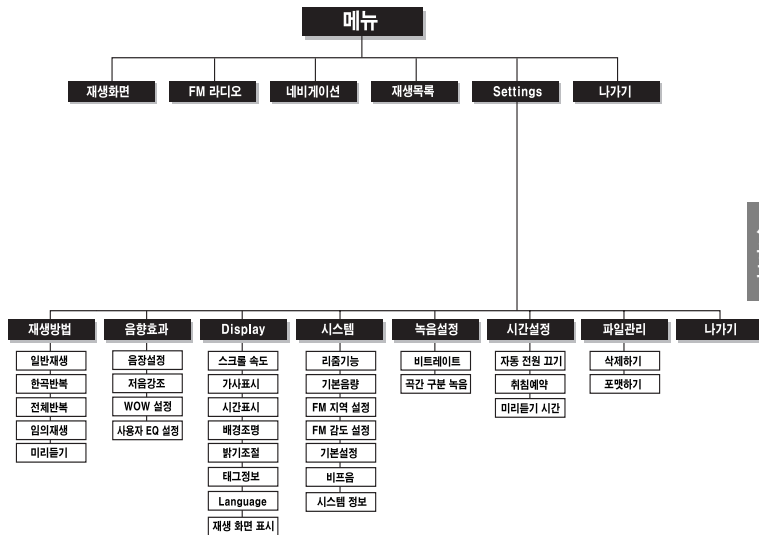 메뉴
재생화면
FM 라디오
네비게이션
재생목록
Settings
나가기
재생방법
음향효과
Display
시스템
녹음설정
시간설정
파일관리
나가기
일반재생
한곡반복
전체반복
임의재생
미리듣기
음장설정
저음강조
WOW 설정
사용자 EQ 설정
스크롤 속도
가사표시
시간표시
배경조명
밝기조절
태그정보
Language
재생 화면 표시
리줌기능
기본음량
FM 지역 설정
FM 감도 설정
기본설정
비프음
시스템 정보
비트레이트
곡간 구분 녹음
자동 전원 끄기
취침예약
미리듣기 시간
삭제하기
포맷하기